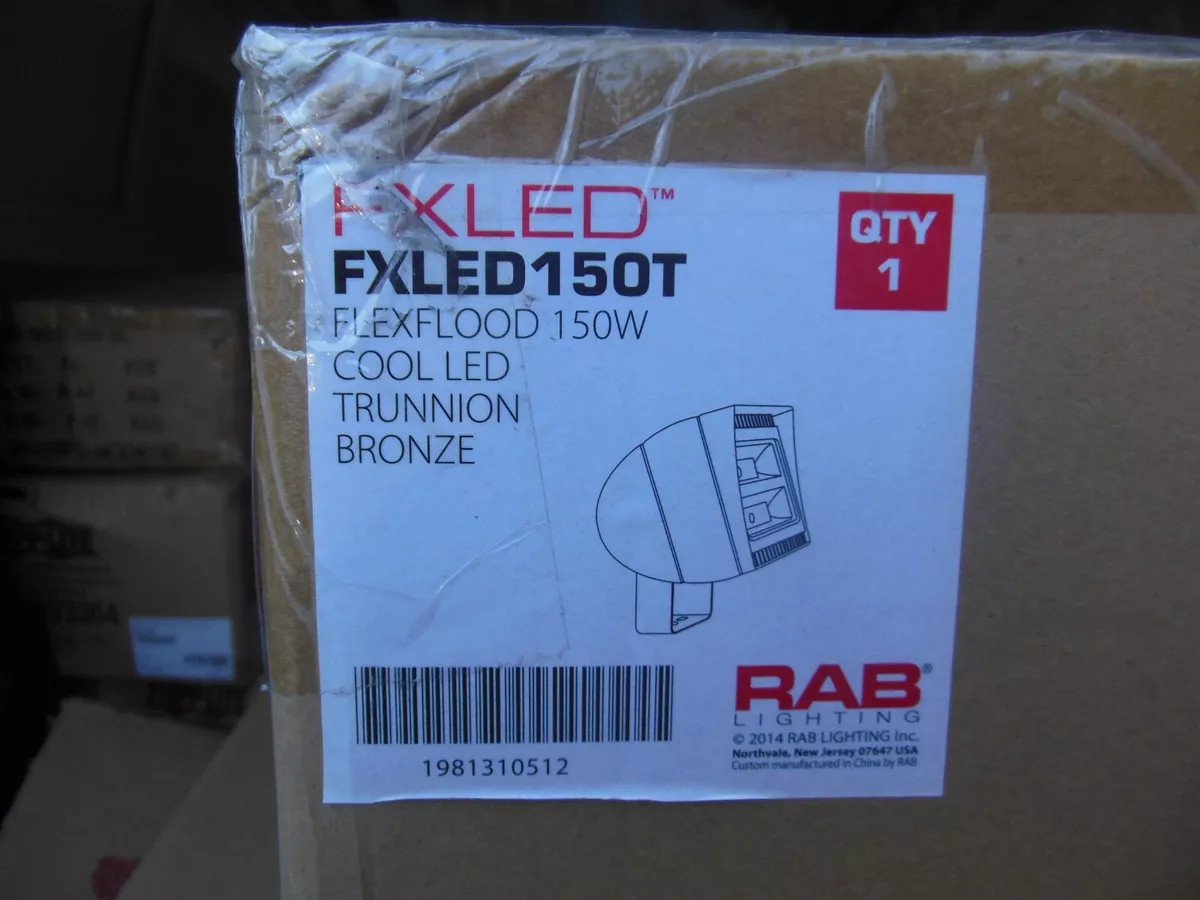 FXLED™
FXLED150T
FLEXFLOOD 150W
COOL LED
TRUNNION
BRONZE
QTY
1
1981310512
RAB®
LIGHTING
© 2014 RAB LIGHTING Inc.
Northvale, New Jersey 07647 USA
Custom manufactured in China by RAB